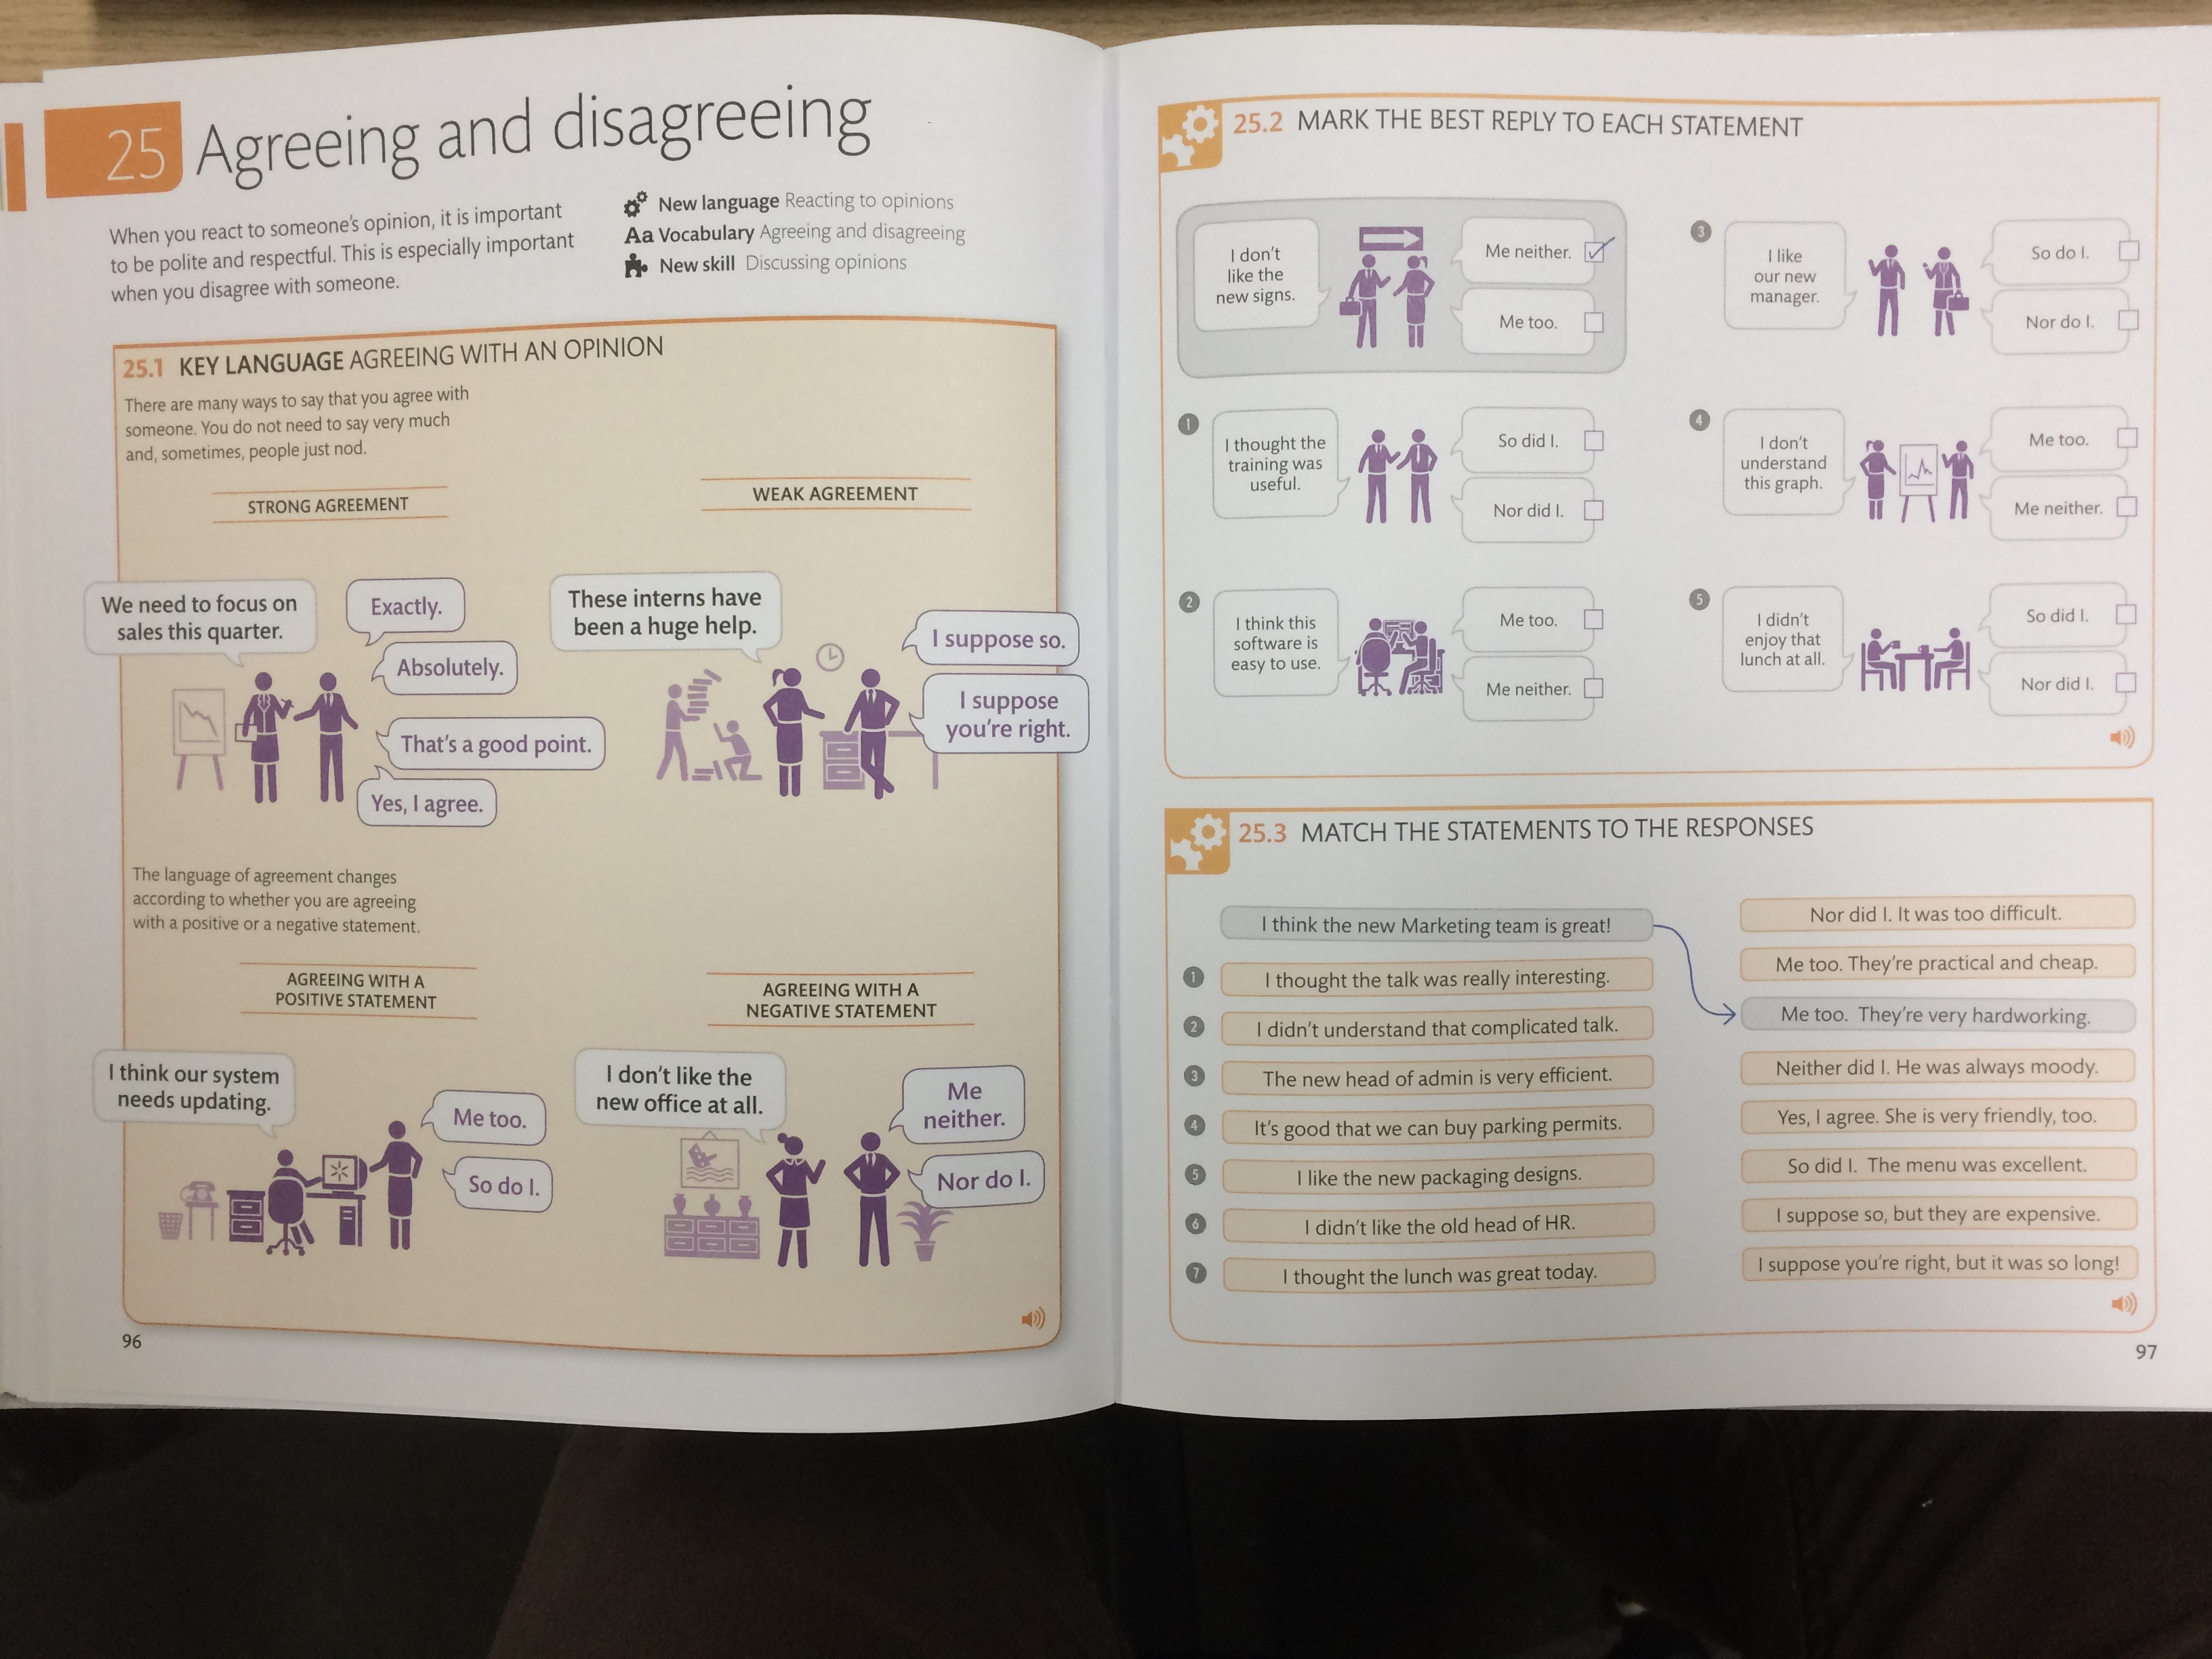 25 Agreeing and disagreeing
When you react to someone's opinion, it is important
to be polite and respectful. This is especially important
when you disagree with someone.
New language Reacting to opinions
Aa Vocabulary Agreeing and disagreeing
New skill Discussing opinions
25.1 KEY LANGUAGE AGREEING WITH AN OPINION
There are many ways to say that you agree with
someone. You do not need to say very much
and, sometimes, people just nod.
STRONG AGREEMENT
We need to focus on
sales this quarter.
Exactly.
Absolutely.
That's a good point.
Yes, I agree.
WEAK AGREEMENT
These interns have
been a huge help.
I suppose so.
I suppose
you're right.
The language of agreement changes
according to whether you are agreeing
with a positive or a negative statement.
AGREEING WITH A
POSITIVE STATEMENT
I think our system
needs updating.
Me too.
So do I.
AGREEING WITH A
NEGATIVE STATEMENT
I don't like the
new office at all.
Me
neither.
Nor do I.
96
25.2 MARK THE BEST REPLY TO EACH STATEMENT
I don't
like the
new signs.
Me neither.
Me too.
1
I thought the
training was
useful.
So did I.
Nor did I.
2
I think this
software is
easy to use.
Me too.
Me neither.
3
I like
our new
manager.
So do I.
Nor do I.
4
I don't
understand
this graph.
Me too.
Me neither.
5
I didn't
enjoy that
lunch at all.
So did I.
Nor did I.
25.3 MATCH THE STATEMENTS TO THE RESPONSES
I think the new Marketing team is great!
1 I thought the talk was really interesting.
2 I didn't understand that complicated talk.
3 The new head of admin is very efficient.
4 It's good that we can buy parking permits.
5 I like the new packaging designs.
6 I didn't like the old head of HR.
7 I thought the lunch was great today.
Nor did I. It was too difficult.
Me too. They're practical and cheap.
Me too. They're very hardworking.
Neither did I. He was always moody.
Yes, I agree. She is very friendly, too.
So did I. The menu was excellent.
I suppose so, but they are expensive.
I suppose you're right, but it was so long!
97